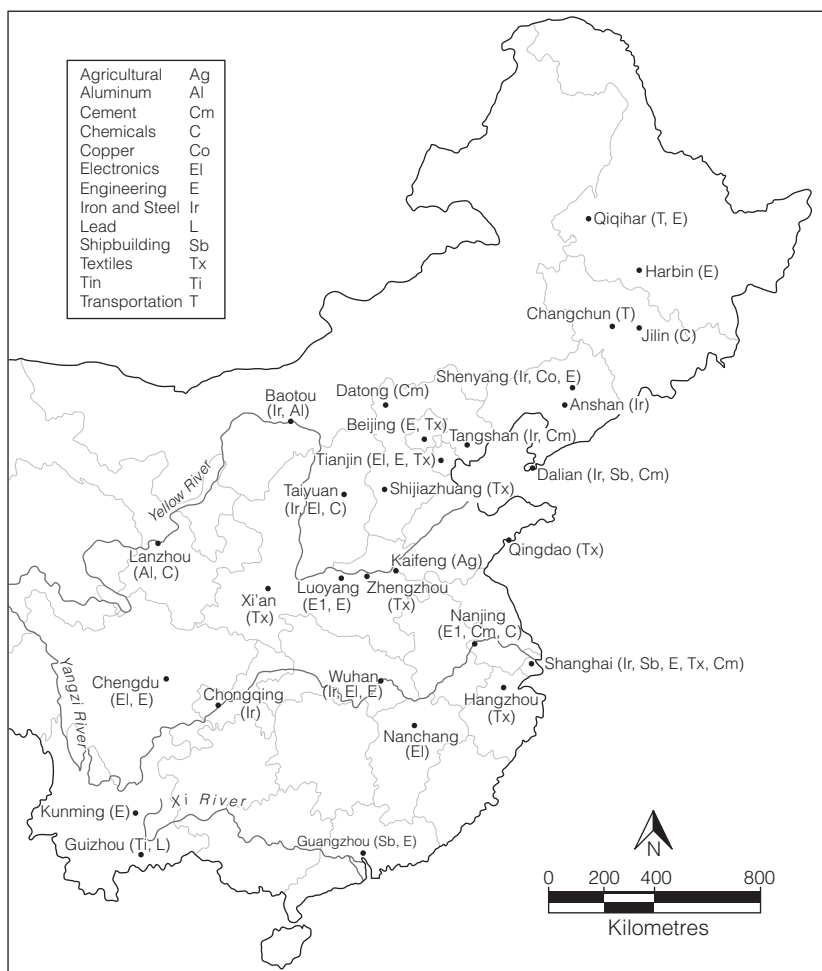 Agricultural Ag
Aluminum Al
Cement Cm
Chemicals C
Copper Co
Electronics El
Engineering E
Iron and Steel Ir
Lead L
Shipbuilding Sb
Textiles Tx
Tin Ti
Transportation T
Qiqihar (T, E)
Harbin (E)
Changchun (T)
Jilin (C)
Shenyang (Ir, Co, E)
Anshan (Ir)
Baotou
(Ir, Al)
Datong (Cm)
Beijing (E, Tx)
Tangshan (Ir, Cm)
Tianjin (El, E, Tx)
Dalian (Ir, Sb, Cm)
Taiyuan
(Ir, El, C)
Shijiazhuang (Tx)
Yellow River
Lanzhou
(Al, C)
Qingdao (Tx)
Kaifeng (Ag)
Luoyang
(E1, E)
Zhengzhou
(Tx)
Xi'an
(Tx)
Nanjing
(E1, Cm, C)
Shanghai (Ir, Sb, E, Tx, Cm)
Yangzi River
Chengdu
(El, E)
Chongqing
(Ir)
Wuhan
(Ir, El, E)
Hangzhou
(Tx)
Nanchang
(El)
Kunming (E)
Xi River
Guizhou (Ti, L)
Guangzhou (Sb, E)
N
0 200 400 800
Kilometres